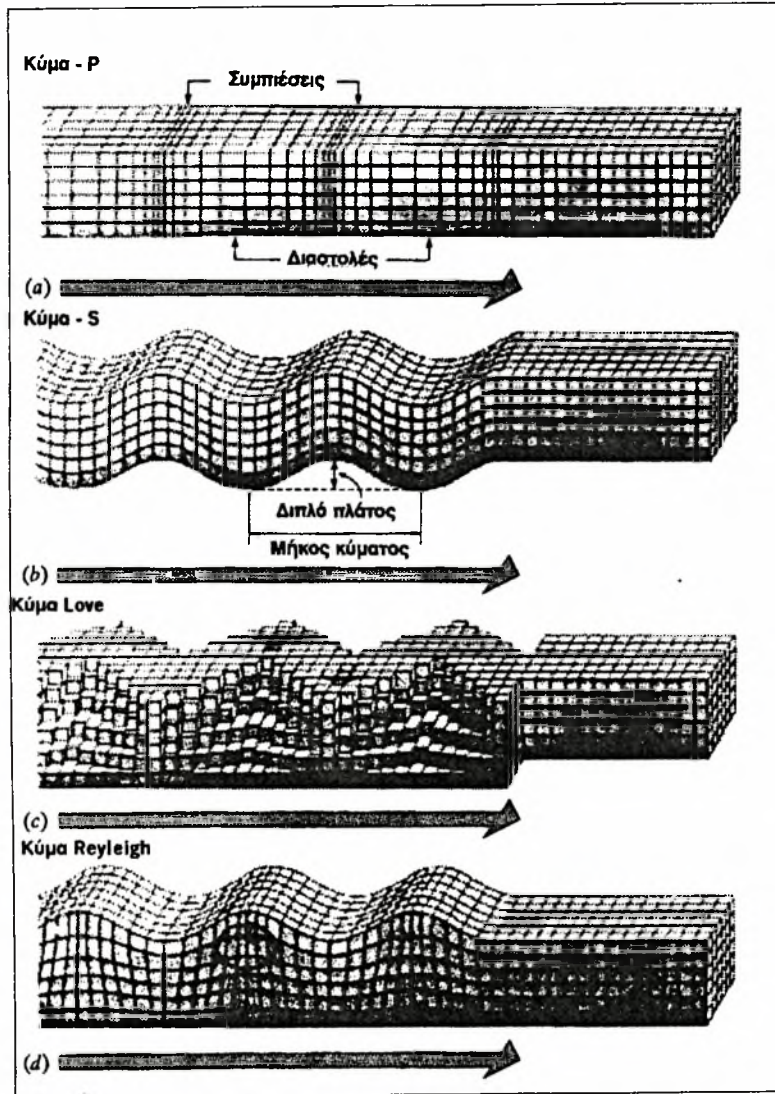 Κύμα - P
Συμπιέσεις
Διαστολές
(a)
Κύμα - S
Διπλό πλάτος
Μήκος κύματος
(b)
Κύμα Love
(c)
Κύμα Reyleigh
(d)